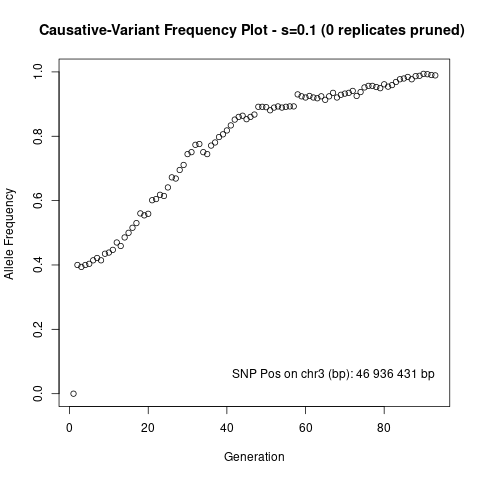 Causative-Variant Frequency Plot - s=0.1 (0 replicates pruned)
1.0
0.8
0.6
0.4
0.2
0.0
Allele Frequency
SNP Pos on chr3 (bp): 46 936 431 bp
0 20 40 60 80
Generation